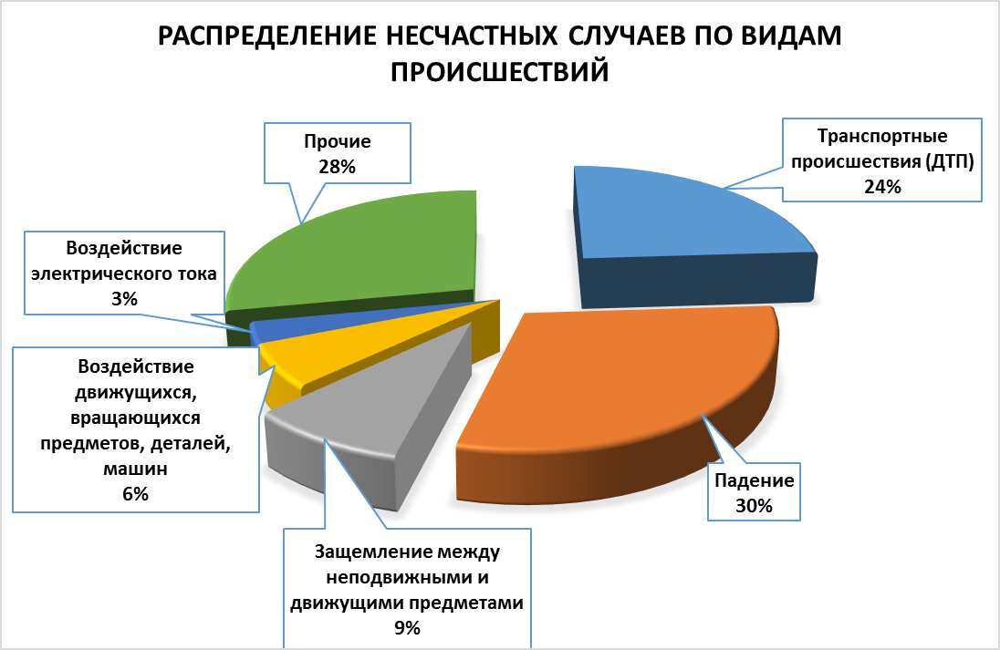 РАСПРЕДЕЛЕНИЕ НЕСЧАСТНЫХ СЛУЧАЕВ ПО ВИДАМ
ПРОИСШЕСТВИЙ
Прочие
28%
Транспортные
происшествия (ДТП)
24%
Воздействие
электрического тока
3%
Воздействие
движущихся,
вращающихся
предметов, деталей,
машин
6%
Падение
30%
Защемление между
неподвижными и
движущими предметами
9%